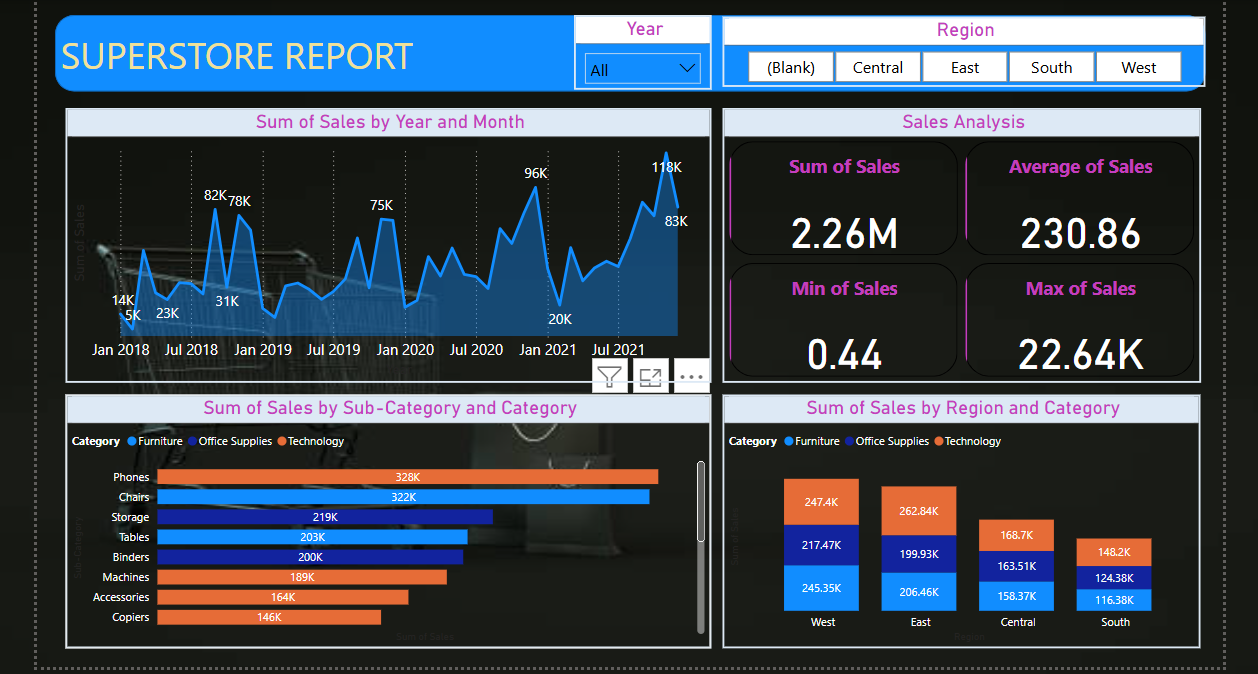 SUPERSTORE REPORT
Year
All
Region
(Blank) Central East South West
Sum of Sales by Year and Month
Sum of Sales
14K 5K 23K 82K 78K 31K 75K 96K 20K 118K 83K
Jan 2018 Jul 2018 Jan 2019 Jul 2019 Jan 2020 Jul 2020 Jan 2021 Jul 2021
Sales Analysis
Sum of Sales
2.26M
Average of Sales
230.86
Min of Sales
0.44
Max of Sales
22.64K
Sum of Sales by Sub-Category and Category
Category Furniture Office Supplies Technology
Sub-Category
Phones 328K
Chairs 322K
Storage 219K
Tables 203K
Binders 200K
Machines 189K
Accessories 164K
Copiers 146K
Sum of Sales
Sum of Sales by Region and Category
Category Furniture Office Supplies Technology
Sum of Sales
247.4K 217.47K 245.35K
262.84K 199.93K 206.46K
168.7K 163.51K 158.37K
148.2K 124.38K 116.38K
West East Central South
Region